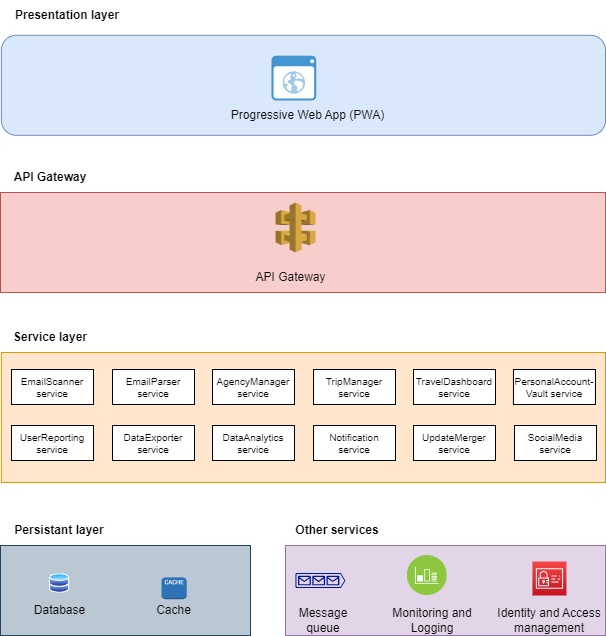 Presentation layer
Progressive Web App (PWA)
API Gateway
API Gateway
Service layer
EmailScanner
service
EmailParser
service
AgencyManager
service
TripManager
service
TravelDashboard
service
PersonalAccount-
Vault service
UserReporting
service
DataExporter
service
DataAnalytics
service
Notification
service
UpdateMerger
service
SocialMedia
service
Persistant layer
Database
CACHE
Cache
Other services
Message
queue
Monitoring and
Logging
Identity and Access
management